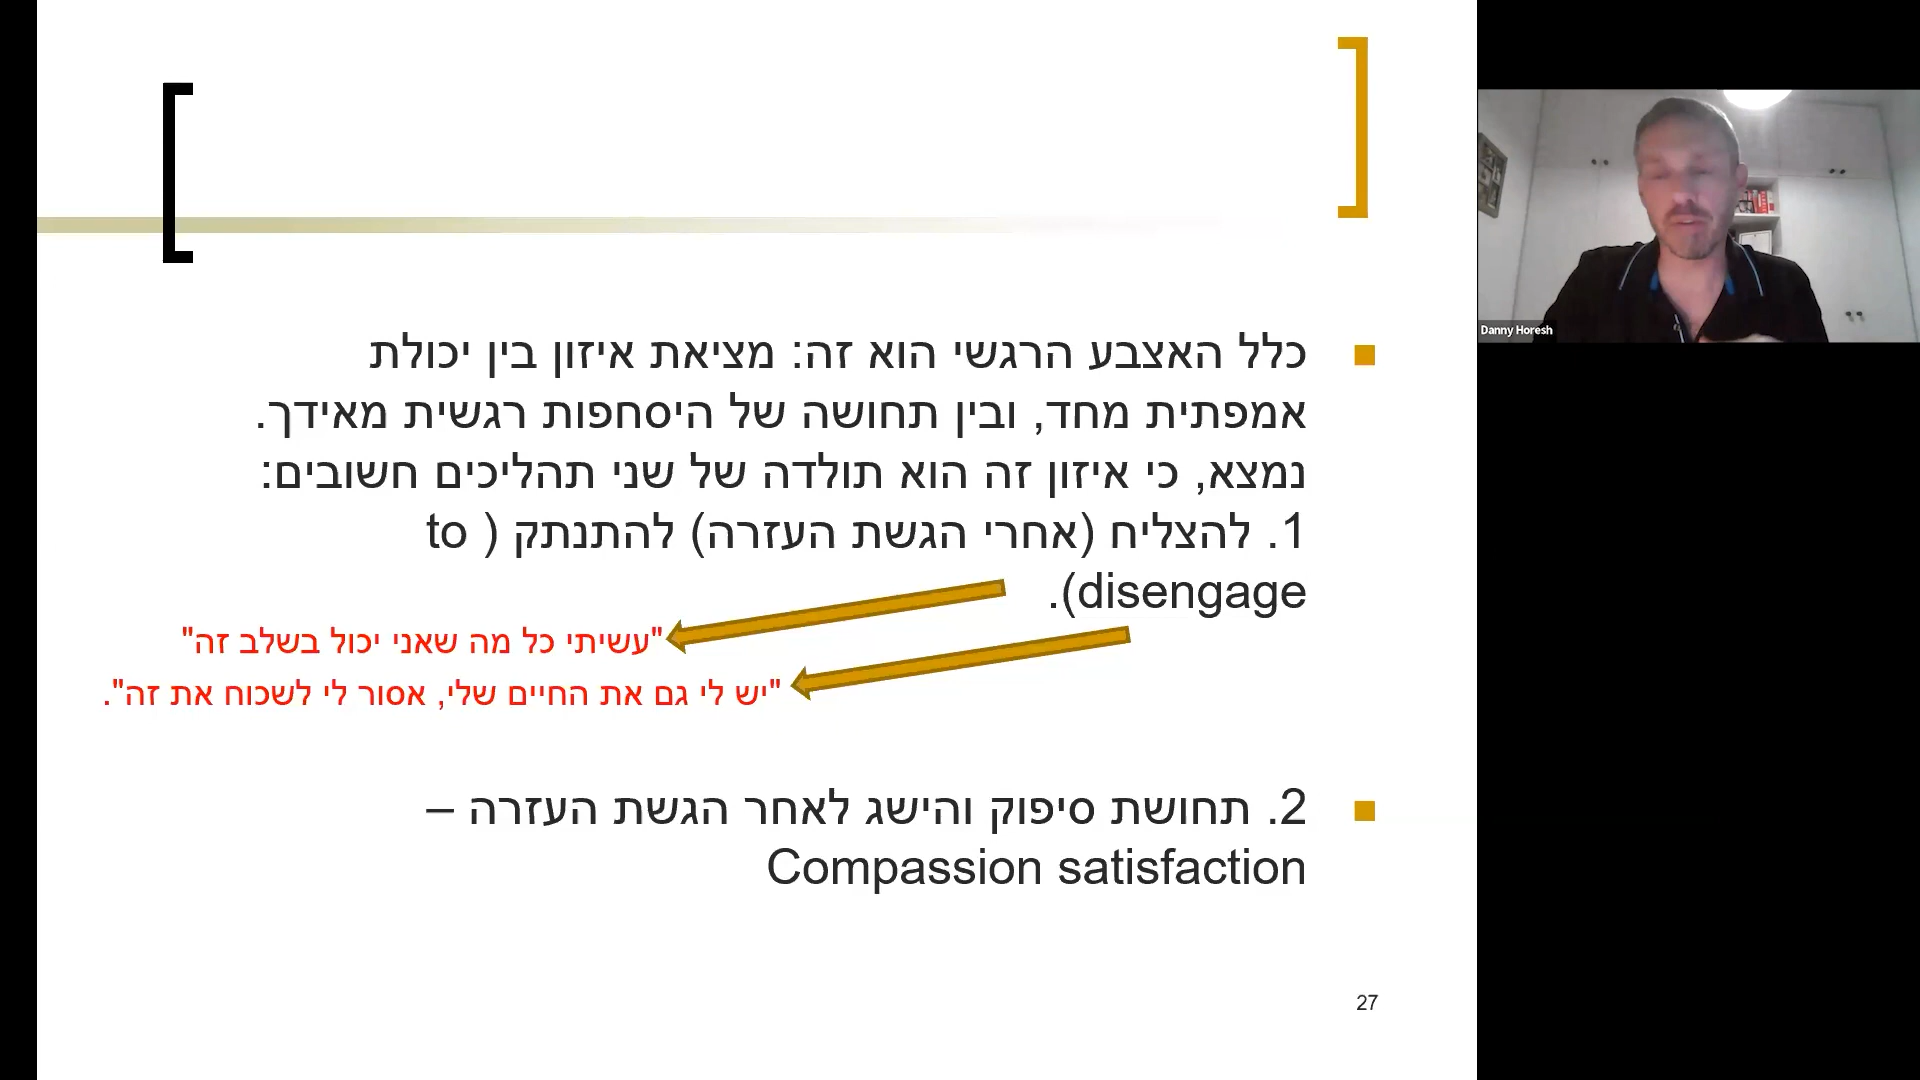 כלל האצבע הרגשי הוא זה: מציאת איזון בין יכולת
אמפתית מחד, ובין תחושה של היסחפות רגשית מאידך.
נמצא, כי איזון זה הוא תולדה של שני תהליכים חשובים:
1. להצליח (אחרי הגשת העזרה) להתנתק ( to
disengage).
"עשיתי כל מה שאני יכול בשלב זה"
"יש לי גם את החיים שלי, אסור לי לשכוח את זה".
2. תחושת סיפוק והישג לאחר הגשת העזרה –
Compassion satisfaction
27
Danny Horesh